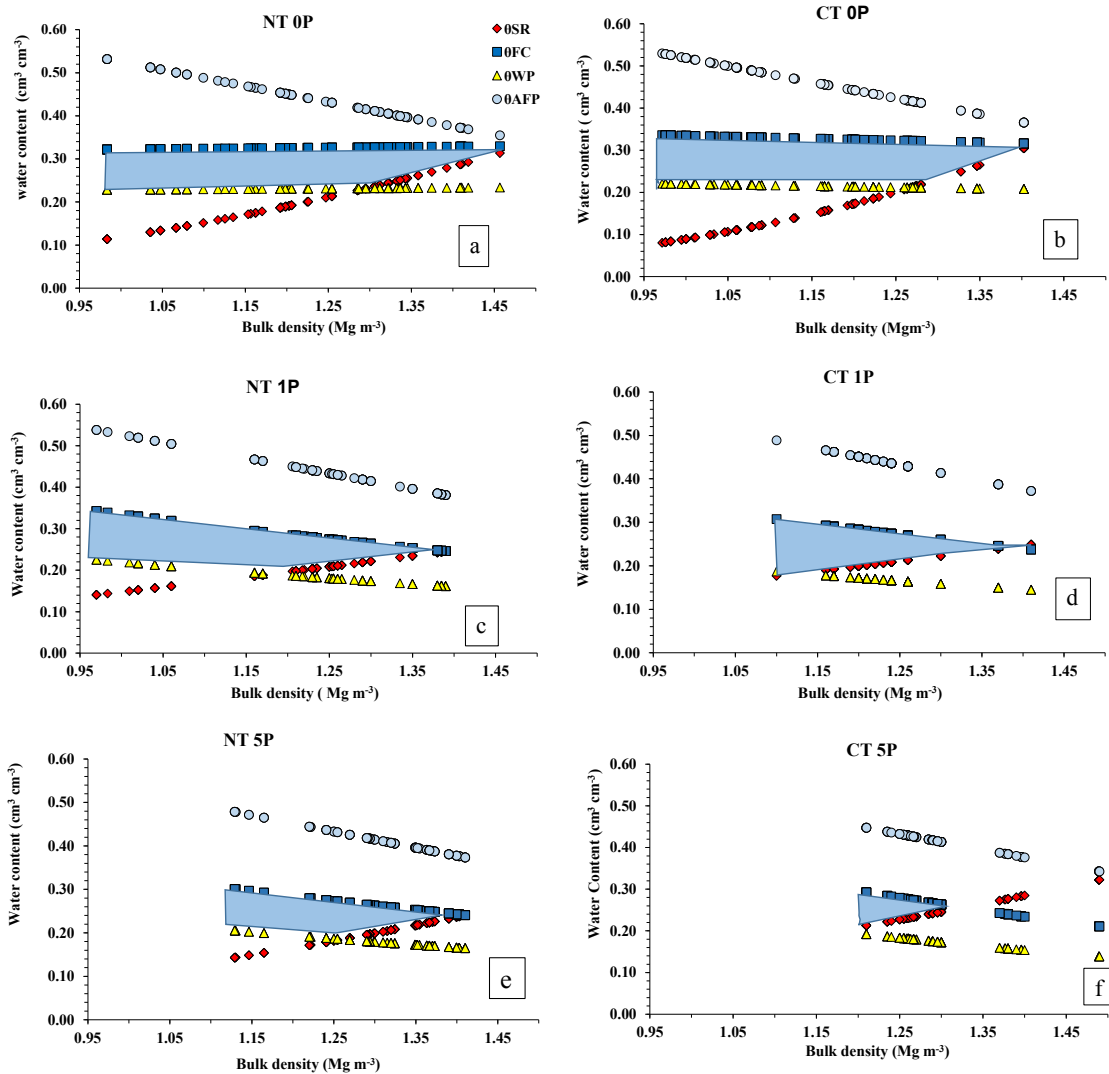 NT 0P
water content (cm³ cm⁻³)
0.60
0.50
0.40
0.30
0.20
0.10
0.00
θSR
θFC
θWP
θAFP
a
0.95 1.05 1.15 1.25 1.35 1.45
Bulk density (Mg m⁻³)
CT 0P
Water content ( cm³ cm⁻³)
0.60
0.50
0.40
0.30
0.20
0.10
0.00
b
0.95 1.05 1.15 1.25 1.35 1.45
Bulk density (Mgm⁻³)
NT 1P
Water content (cm³ cm⁻³)
0.60
0.50
0.40
0.30
0.20
0.10
0.00
c
0.95 1.05 1.15 1.25 1.35 1.45
Bulk density ( Mg m⁻³)
CT 1P
Water content (cm³ cm⁻³)
0.60
0.50
0.40
0.30
0.20
0.10
0.00
d
0.95 1.05 1.15 1.25 1.35 1.45
Bulk density (Mg m⁻³)
NT 5P
Water content (cm³ cm⁻³)
0.60
0.50
0.40
0.30
0.20
0.10
0.00
e
0.95 1.05 1.15 1.25 1.35 1.45
Bulk density (Mg m⁻³)
CT 5P
Water Content (cm³ cm⁻³)
0.60
0.50
0.40
0.30
0.20
0.10
0.00
f
0.95 1.05 1.15 1.25 1.35 1.45
Bulk density (Mg m⁻³)